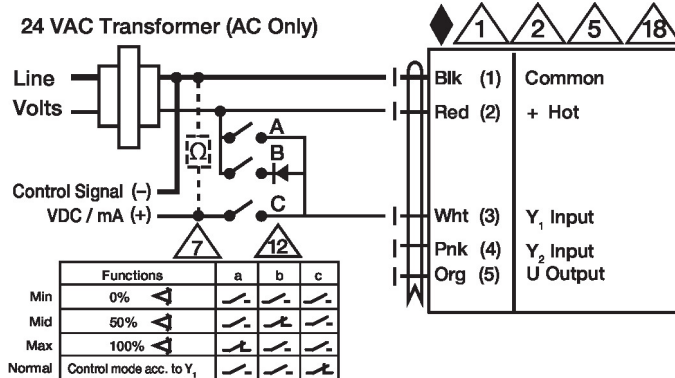 24 VAC Transformer (AC Only)
1 2 5 18
Line
Volts
Blk (1) Common
Red (2) + Hot
A
Ω
B
Control Signal (–)
VDC / mA (+)
C
Wht (3) Y₁ Input
Pnk (4) Y₂ Input
Org (5) U Output
7 12
Functions a b c
Min 0%
Mid 50%
Max 100%
Normal Control mode acc. to Y₁